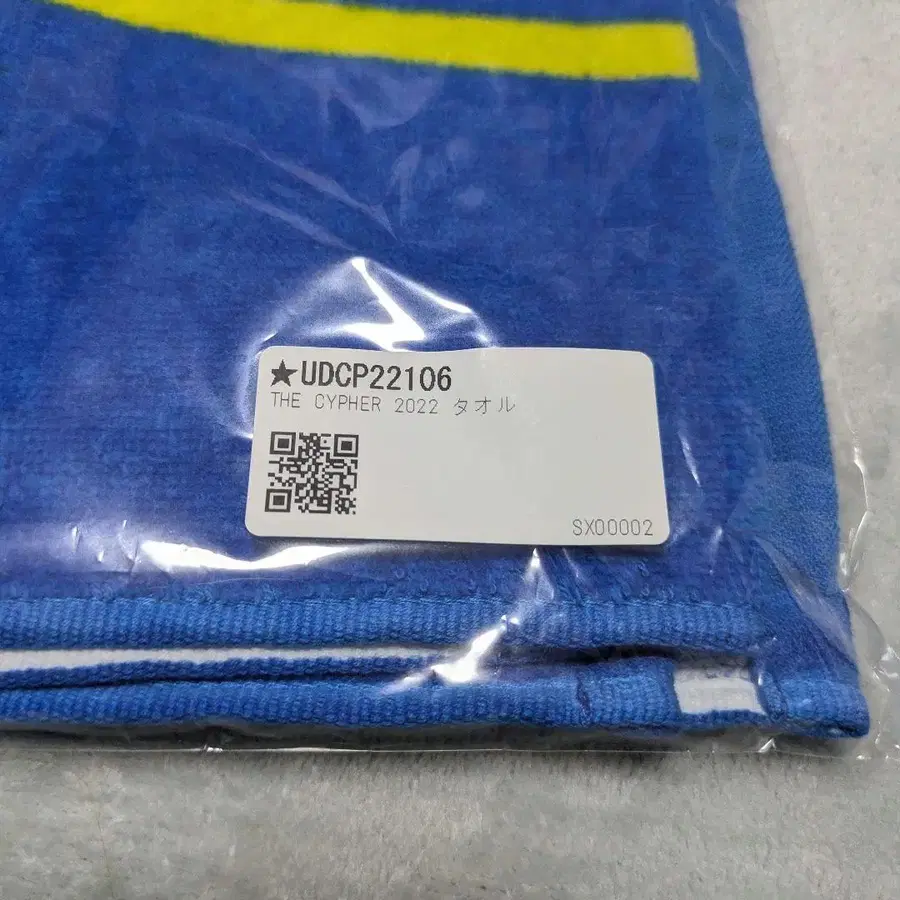 ★UDCP22106
THE CYPHER 2022 タオル
SX00002